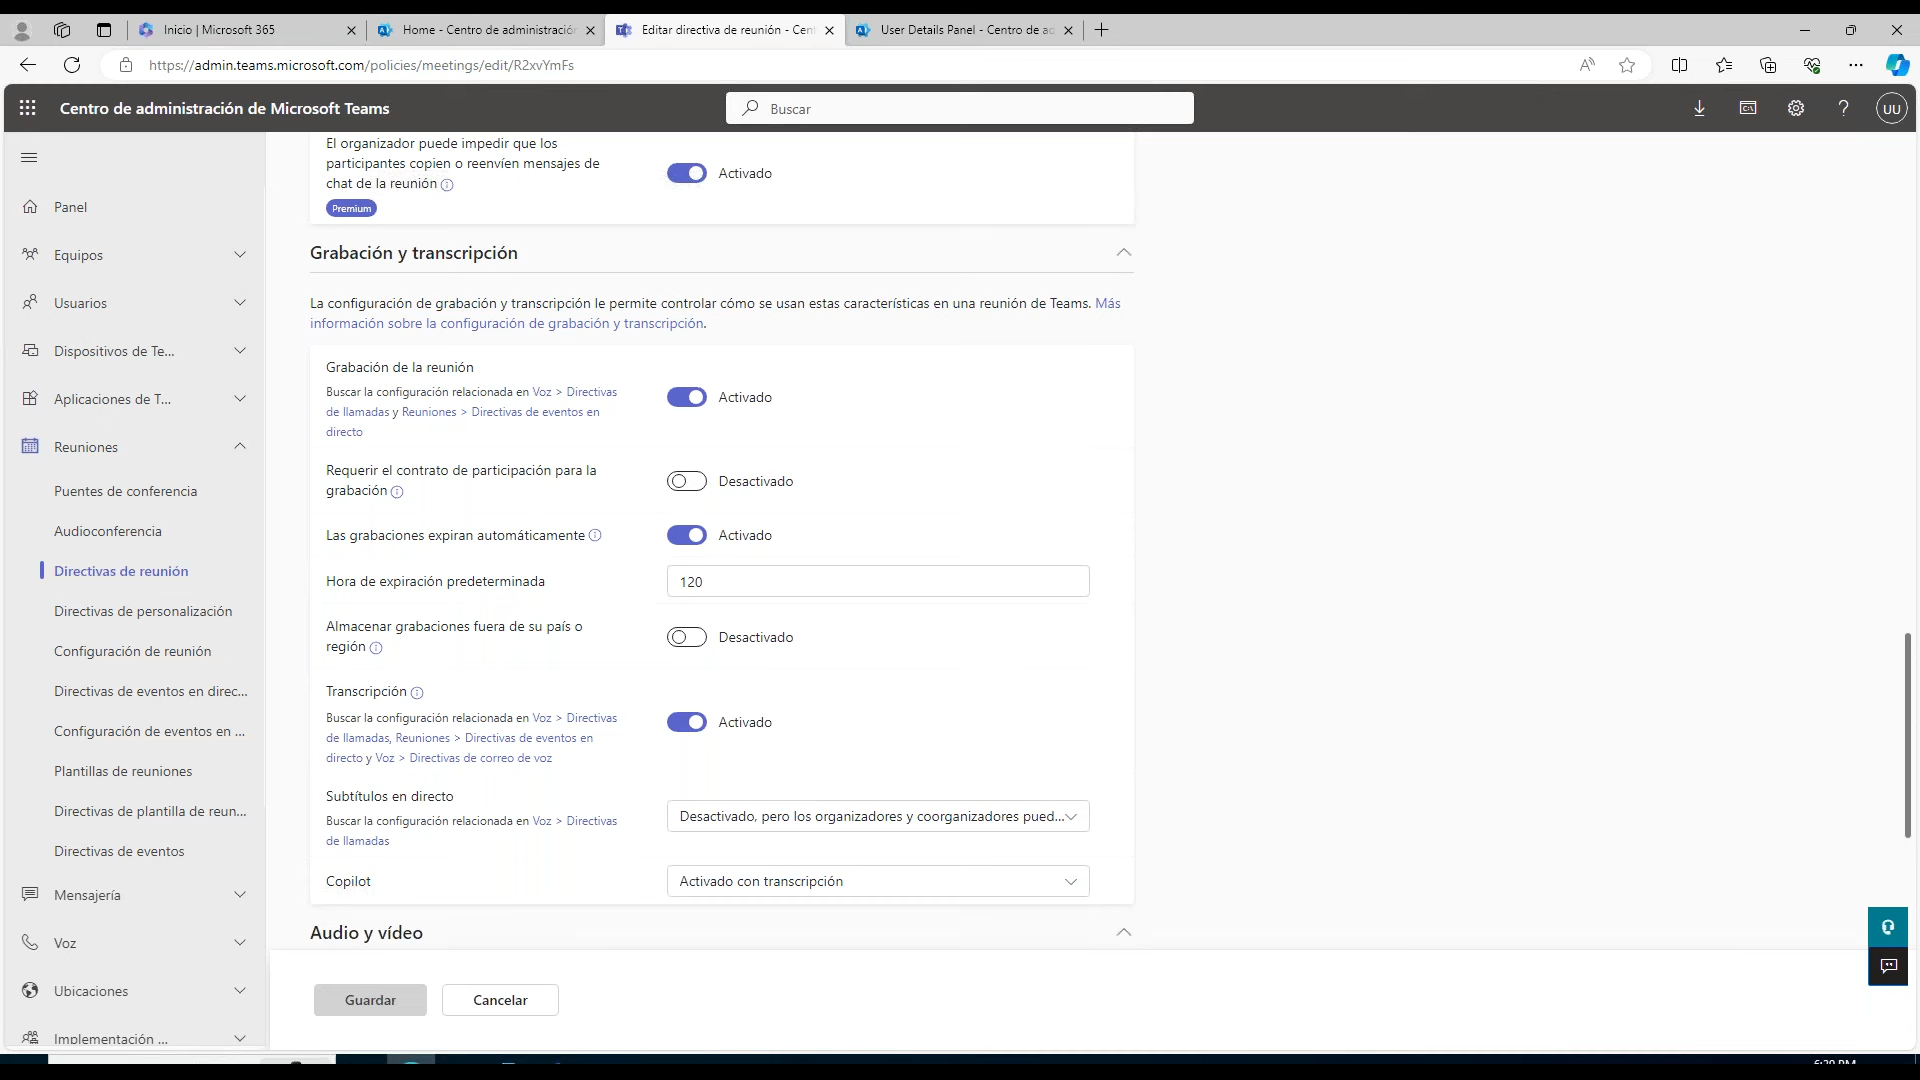 Inicio | Microsoft 365
Home - Centro de administración
Editar directiva de reunión - Cen
User Details Panel - Centro de ad
https://admin.teams.microsoft.com/policies/meetings/edit/R2xvYmFs
Centro de administración de Microsoft Teams
Buscar
UU
Panel
Equipos
Usuarios
Dispositivos de Te...
Aplicaciones de T...
Reuniones
Puentes de conferencia
Audioconferencia
Directivas de reunión
Directivas de personalización
Configuración de reunión
Directivas de eventos en direc...
Configuración de eventos en ...
Plantillas de reuniones
Directivas de plantilla de reun...
Directivas de eventos
Mensajería
Voz
Ubicaciones
Implementación ...
El organizador puede impedir que los
participantes copien o reenvíen mensajes de
chat de la reunión
Premium
Activado
Grabación y transcripción
La configuración de grabación y transcripción le permite controlar cómo se usan estas características en una reunión de Teams. Más
información sobre la configuración de grabación y transcripción.
Grabación de la reunión
Buscar la configuración relacionada en Voz > Directivas
de llamadas y Reuniones > Directivas de eventos en
directo
Activado
Requerir el contrato de participación para la
grabación
Desactivado
Las grabaciones expiran automáticamente
Activado
Hora de expiración predeterminada
120
Almacenar grabaciones fuera de su país o
región
Desactivado
Transcripción
Buscar la configuración relacionada en Voz > Directivas
de llamadas, Reuniones > Directivas de eventos en
directo y Voz > Directivas de correo de voz
Activado
Subtítulos en directo
Buscar la configuración relacionada en Voz > Directivas
de llamadas
Desactivado, pero los organizadores y coorganizadores pued...
Copilot
Activado con transcripción
Audio y vídeo
Guardar
Cancelar